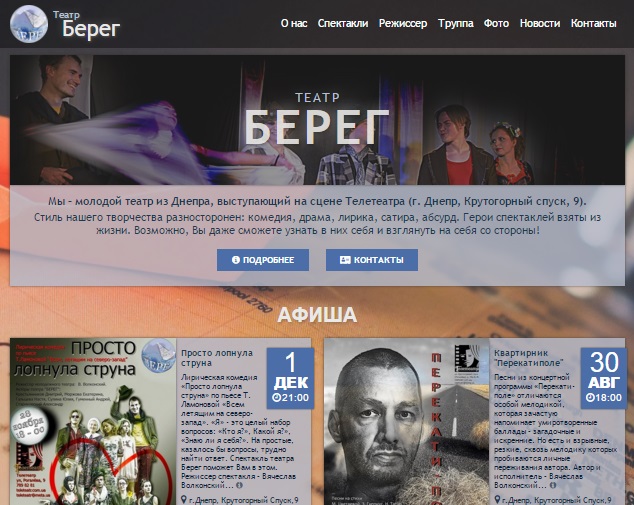 Театр
Берег
О нас Спектакли Режиссер Труппа Фото Новости Контакты
ТЕАТР
БЕРЕГ
Мы – молодой театр из Днепра, выступающий на сцене Телетеатра (г. Днепр, Крутогорный спуск, 9).
Стиль нашего творчества разносторонен: комедия, драма, лирика, сатира, абсурд. Герои спектаклей взяты из
жизни. Возможно, Вы даже сможете узнать в них себя и взглянуть на себя со стороны!
ПОДРОБНЕЕ
КОНТАКТЫ
АФИША
ПРОСТО
ЛОПНУЛА
СТРУНА
28
ноября
18 - 00
Просто лопнула
струна
1
ДЕК
21:00
Лирическая комедия
«Просто лопнула
струна» по пьесе Т.
Ламоновой «Всем
летящим на северо-
запад». «Я» - это целый набор
вопросов: «Кто я?», Какой я?»,
«Знаю ли я себя?». На простые,
казалось бы вопросы, трудно
найти ответ. Спектакль театра
Берег поможет Вам в этом.
Режиссер спектакля - Вячеслав
Волконский...
г.Днепр, Крутогорный Спуск,9
ПЕРЕКАТИ-ПО
Квартирник
"Перекатиполе"
30
АВГ
18:00
Песни из концертной
программы «Перекати-
поле» отличаются
особой мелодикой,
которая зачастую
напоминает умиротворенные
баллады - загадочные и
искренние. Но есть и взрывные,
резкие, сквозь мелодику которых
пробиваются личные
переживания автора. Автор и
исполнитель - Вячеслав
Волконский...
г.Днепр, Крутогорный Спуск,9